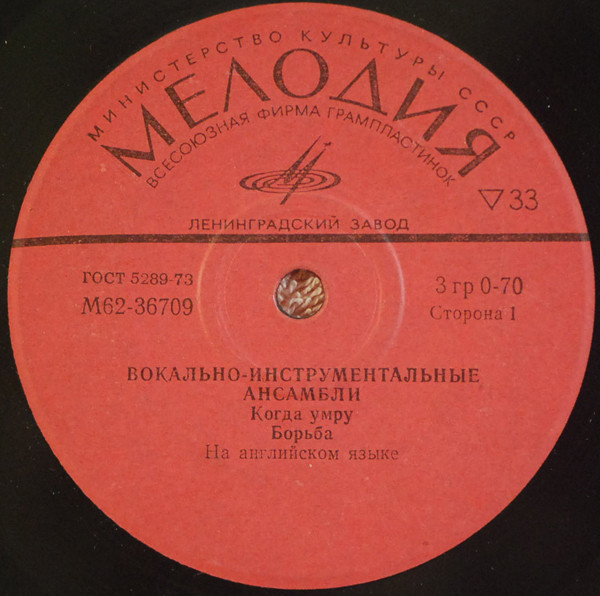 МИНИСТЕРСТВО КУЛЬТУРЫ СССР
МЕЛОДИЯ
ВСЕСОЮЗНАЯ ФИРМА ГРАМПЛАСТИНОК
▽33
ЛЕНИНГРАДСКИЙ ЗАВОД
ГОСТ 5289-73
М62-36709
3 гр 0-70
Сторона I
ВОКАЛЬНО-ИНСТРУМЕНТАЛЬНЫЕ
АНСАМБЛИ
Когда умру
Борьба
На английском языке